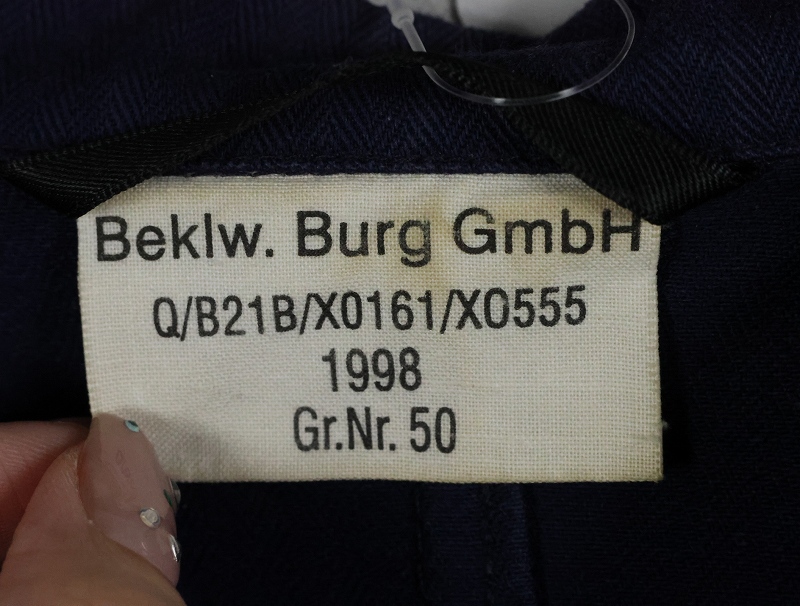 Beklw. Burg GmbH
Q/B21B/X0161/X0555
1998
Gr.Nr. 50